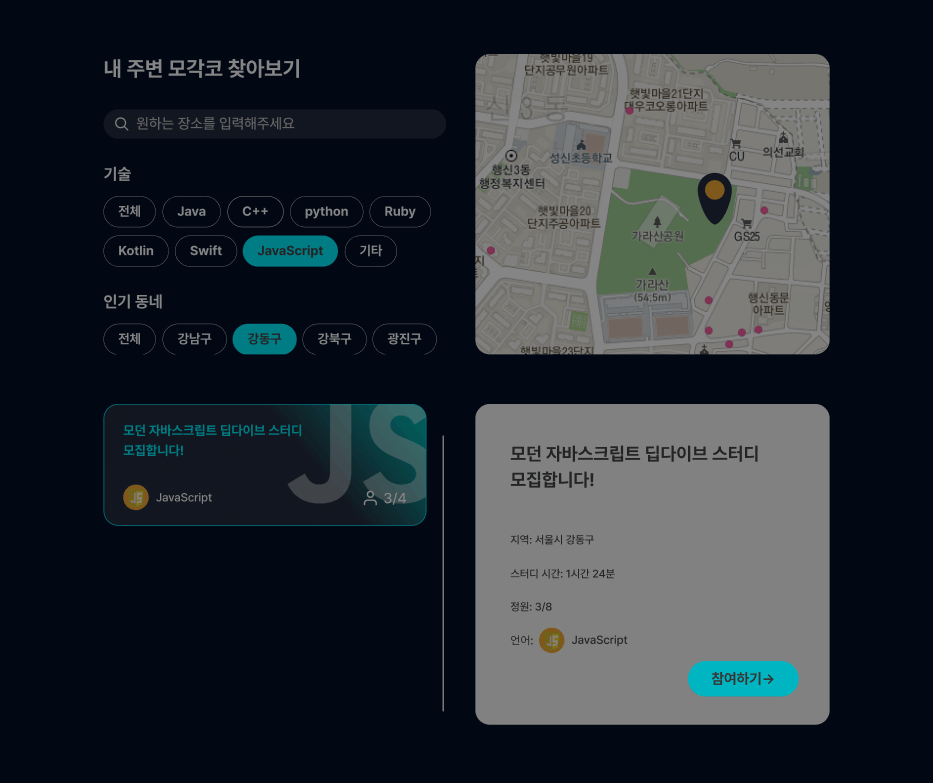 내 주변 모각코 찾아보기
원하는 장소를 입력해주세요
기술
전체
Java
C++
python
Ruby
Kotlin
Swift
JavaScript
기타
인기 동네
전체
강남구
강동구
강북구
광진구
햇빛마을19
단지공무원아파트
신3동
햇빛마을21단지
대우코오롱아파트
성신초등학교
CU
의선교회
행신3동
행정복지센터
햇빛마을20
단지주공아파트
가라산공원
GS25
지
가라산
(54.5m)
행신동문
아파트
햇빛마을23단지
모던 자바스크립트 딥다이브 스터디
모집합니다!
JS
JS
JavaScript
3/4
모던 자바스크립트 딥다이브 스터디
모집합니다!
지역: 서울시 강동구
스터디 시간: 1시간 24분
정원: 3/8
언어: JS JavaScript
참여하기→